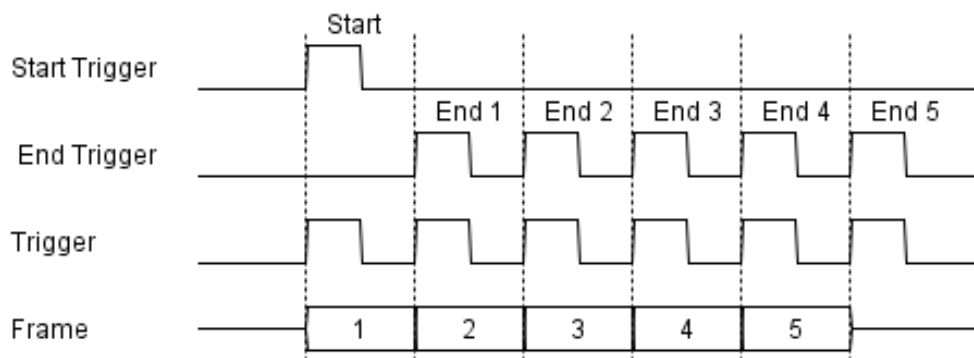 Start
Start Trigger
End 1 End 2 End 3 End 4 End 5
End Trigger
Trigger
Frame 1 2 3 4 5